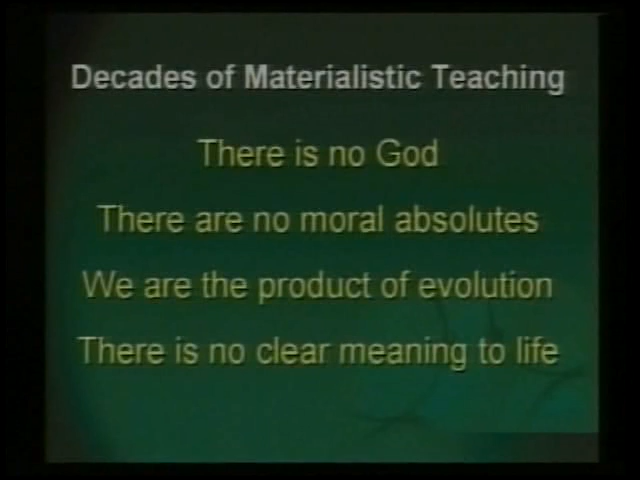 Decades of Materialistic Teaching
There is no God
There are no moral absolutes
We are the product of evolution
There is no clear meaning to life